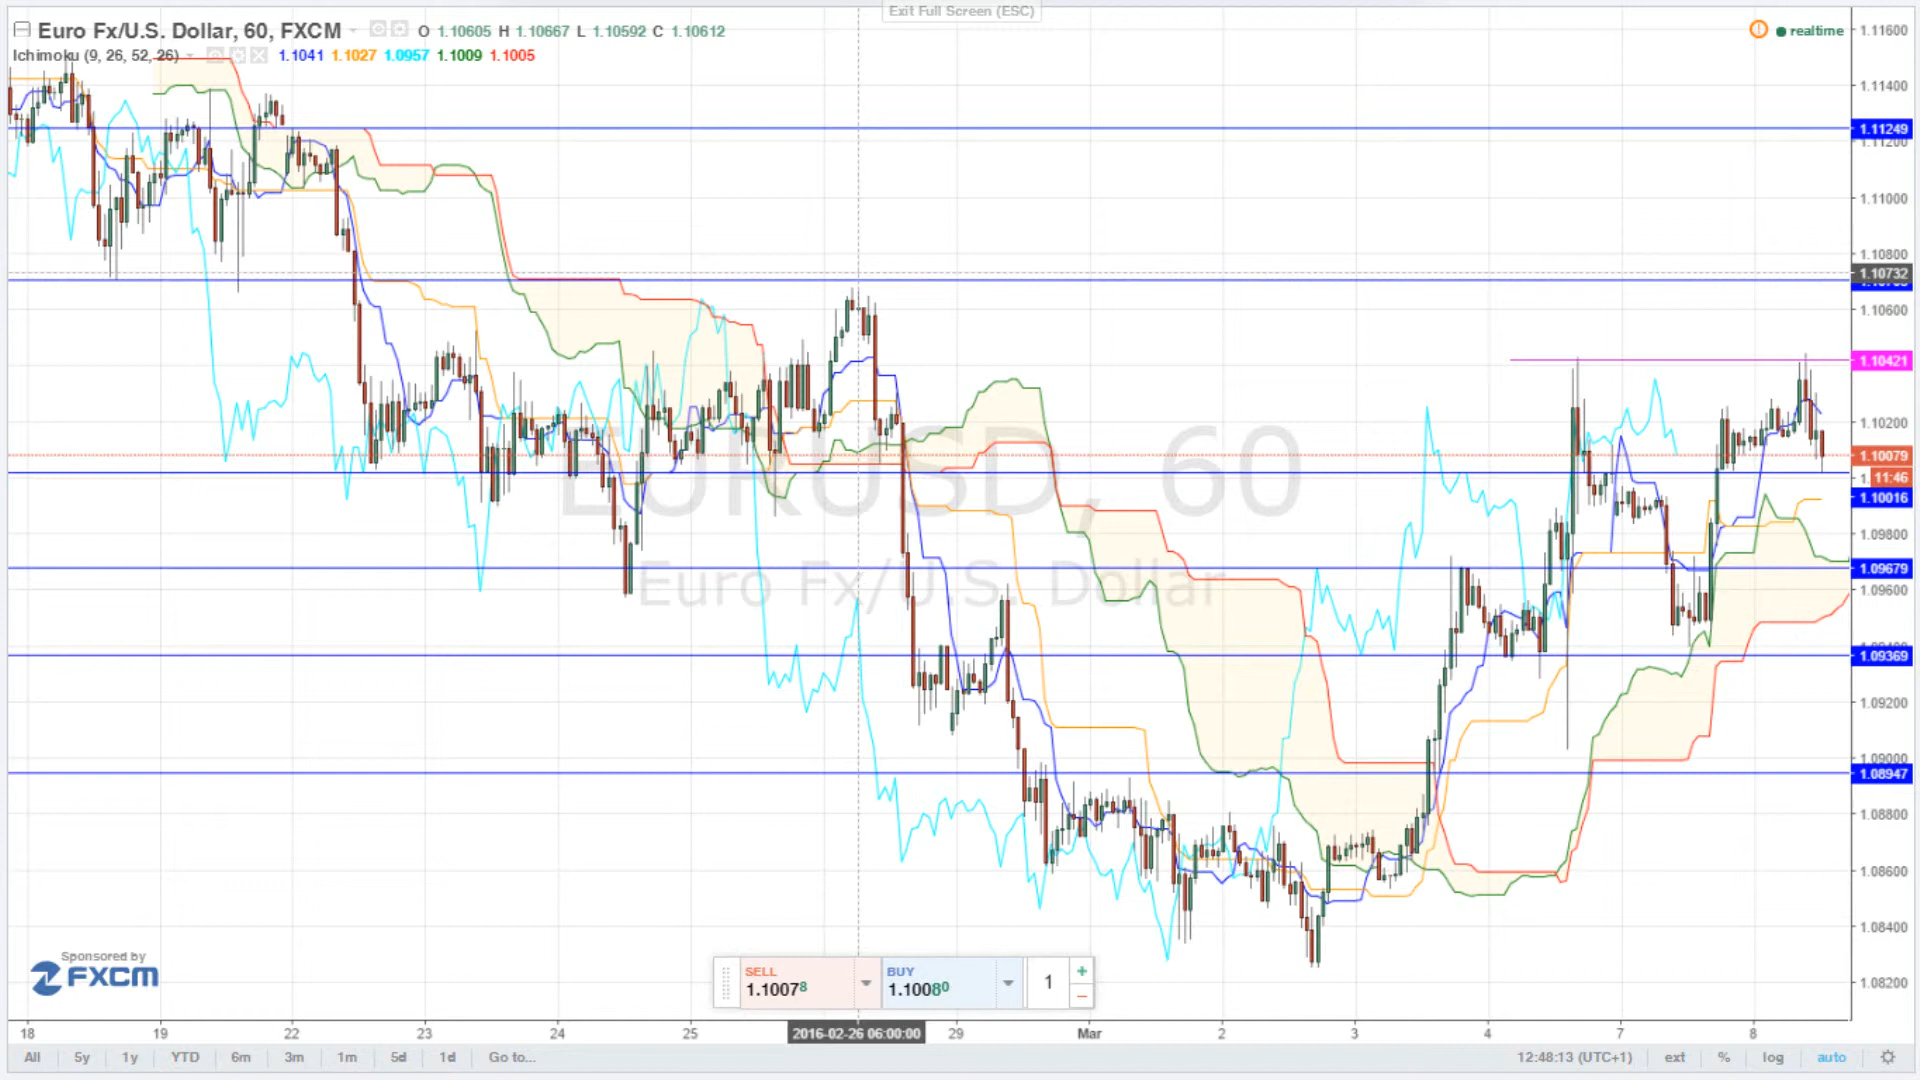 Exit Full Screen (ESC)
Euro Fx/U.S. Dollar, 60, FXCM O 1.10605 H 1.10667 L 1.10592 C 1.10612
realtime
Ichimoku (9, 26, 52, 26) 1.1041 1.1027 1.0957 1.1009 1.1005
1.11600
1.11400
1.11249
1.11200
1.11000
1.10800
1.10732
1.10600
1.10421
1.10200
1.10079
11:46
1.10016
1.09800
1.09679
1.09600
1.09369
1.09200
1.09000
1.08947
1.08800
1.08600
1.08400
1.08200
EURUSD, 60
Euro Fx/U.S. Dollar
Sponsored by
FXCM
SELL
1.10078
BUY
1.10080
1
+
−
18 19 22 23 24 25 2016-02-26 06:00:00 29 Mar 2 3 4 7 8
All 5y 1y YTD 6m 3m 1m 5d 1d Go to... 12:48:13 (UTC+1) ext % log auto